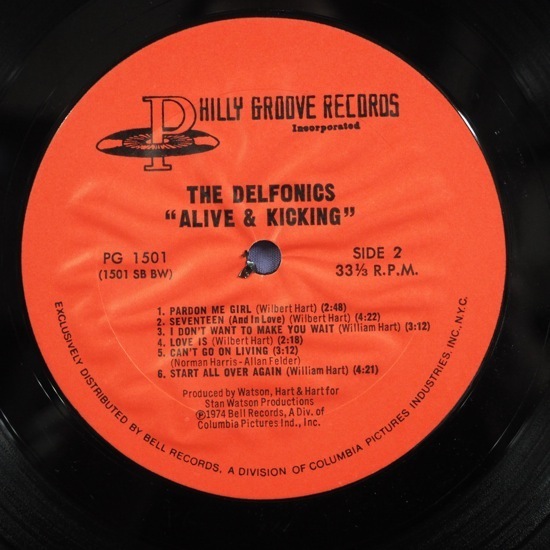 PHILLY GROOVE RECORDS
Incorporated
THE DELFONICS
"ALIVE & KICKING"
PG 1501
(1501 SB BW)
SIDE 2
33⅓ R.P.M.
1. PARDON ME GIRL (Wilbert Hart) (2:48)
2. SEVENTEEN (And In Love) (Wilbert Hart) (4:22)
3. I DON'T WANT TO MAKE YOU WAIT (William Hart) (3:12)
4. LOVE IS (Wilbert Hart) (2:18)
5. CAN'T GO ON LIVING (3:12)
(Norman Harris - Allan Felder)
6. START ALL OVER AGAIN (William Hart) (4:21)
Produced by Watson, Hart & Hart for
Stan Watson Productions
℗1974 Bell Records, A Div. of
Columbia Pictures Ind., Inc.
EXCLUSIVELY DISTRIBUTED BY BELL RECORDS, A DIVISION OF COLUMBIA PICTURES INDUSTRIES, INC. N.Y.C.